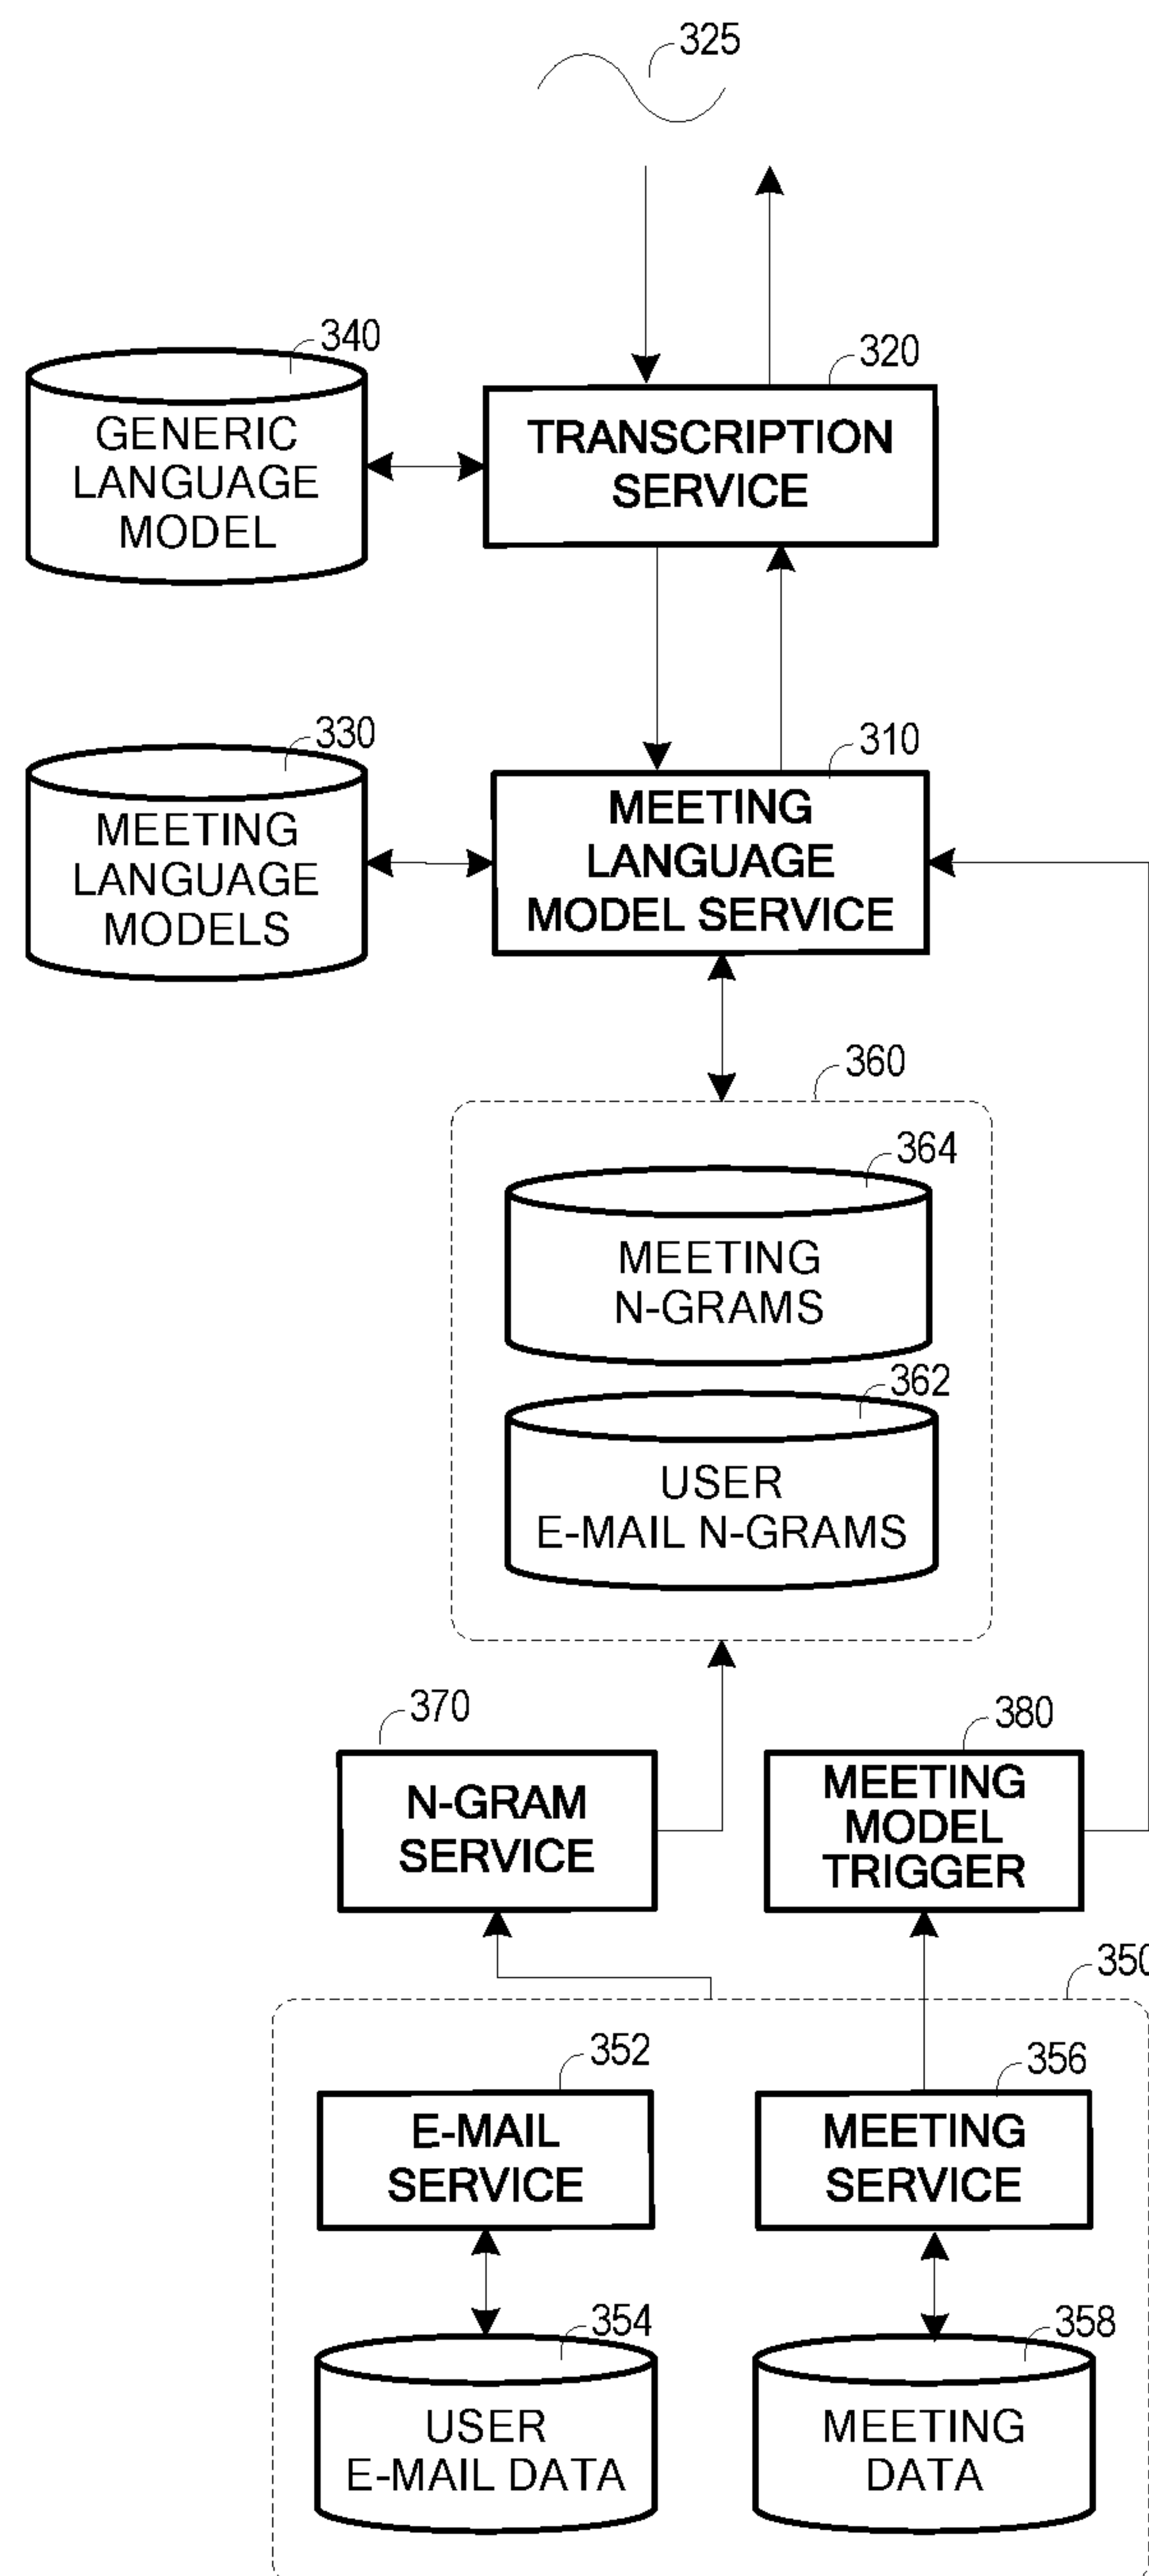 325
340
GENERIC
LANGUAGE
MODEL
320
TRANSCRIPTION
SERVICE
330
MEETING
LANGUAGE
MODELS
310
MEETING
LANGUAGE
MODEL SERVICE
360
364
MEETING
N-GRAMS
362
USER
E-MAIL N-GRAMS
370
N-GRAM
SERVICE
380
MEETING
MODEL
TRIGGER
350
352
E-MAIL
SERVICE
356
MEETING
SERVICE
354
USER
E-MAIL DATA
358
MEETING
DATA